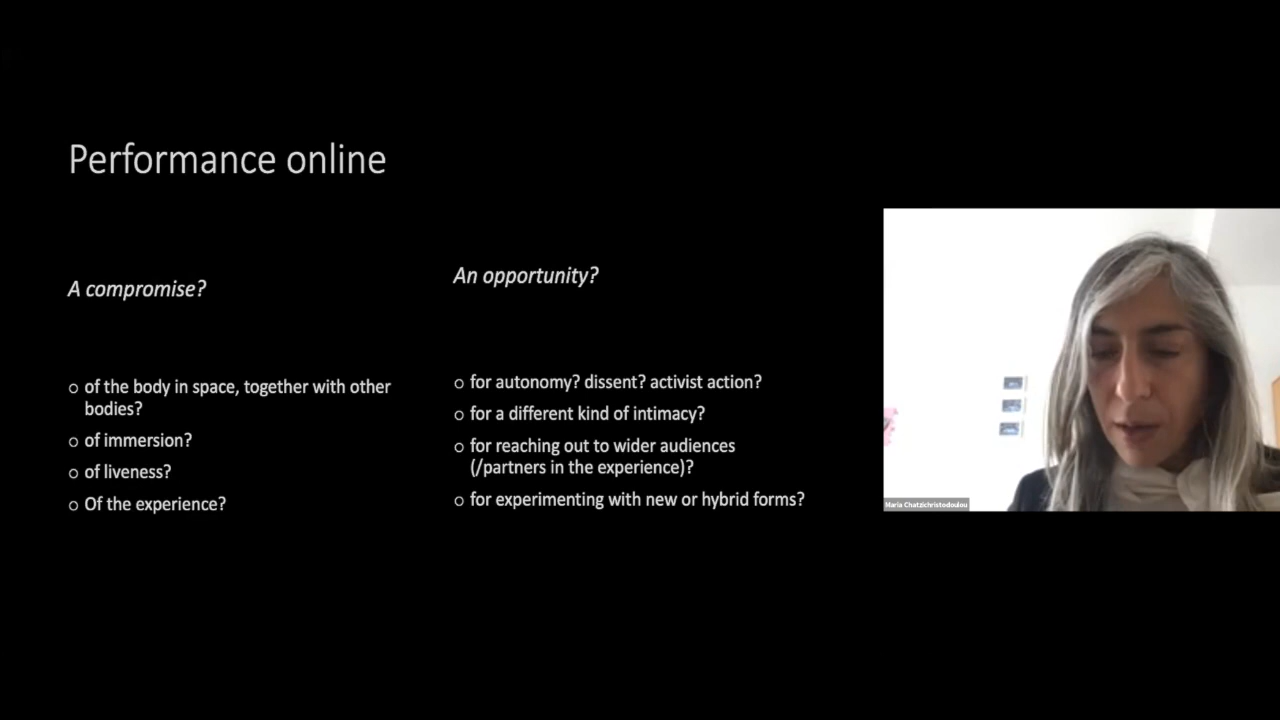 Performance online
A compromise?
○ of the body in space, together with other
bodies?
○ of immersion?
○ of liveness?
○ Of the experience?
An opportunity?
○ for autonomy? dissent? activist action?
○ for a different kind of intimacy?
○ for reaching out to wider audiences
(/partners in the experience)?
○ for experimenting with new or hybrid forms?
Maria Chatzichristodoulou